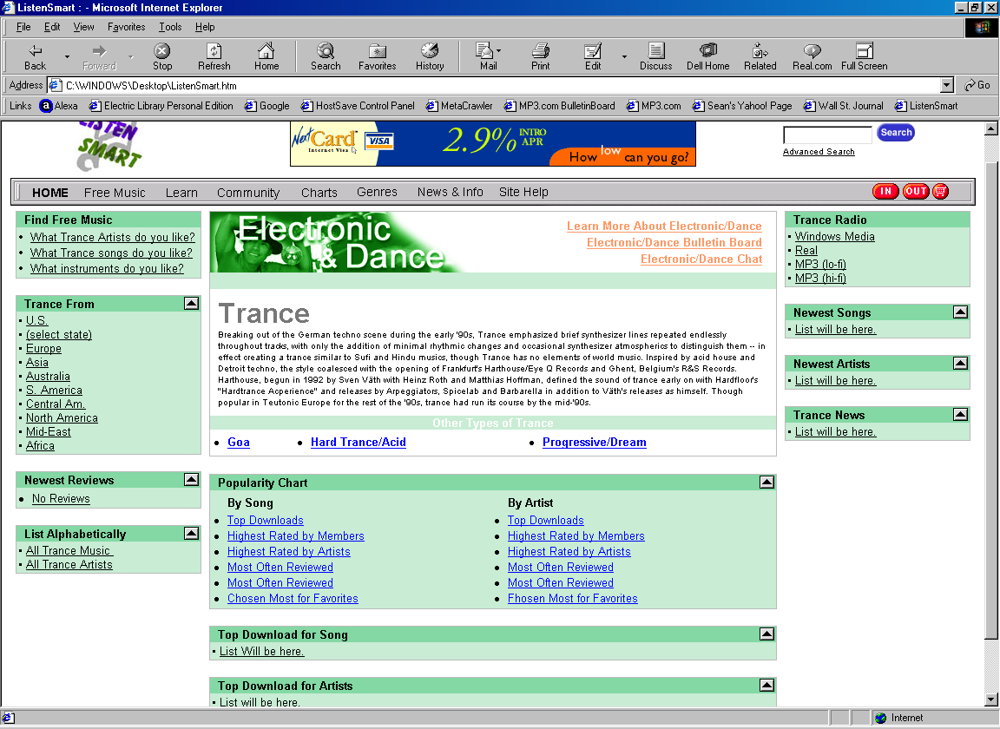 ListenSmart : - Microsoft Internet Explorer
File Edit View Favorites Tools Help
Back Forward Stop Refresh Home Search Favorites History Mail Print Edit Discuss Dell Home Related Real.com Full Screen
Address C:\WINDOWS\Desktop\ListenSmart.htm Go
Links Alexa Electric Library Personal Edition Google HostSave Control Panel MetaCrawler MP3.com BulletinBoard MP3.com Sean's Yahoo! Page Wall St. Journal ListenSmart
LISTEN
SMART
NextCard
Internet Visa
VISA
2.9% INTRO APR
How low can you go?
Search
Advanced Search
HOME Free Music Learn Community Charts Genres News & Info Site Help IN OUT
Find Free Music
• What Trance Artists do you like?
• What Trance songs do you like?
• What instruments do you like?
Trance From
• U.S.
• (select state)
• Europe
• Asia
• Australia
• S. America
• Central Am.
• North America
• Mid-East
• Africa
Newest Reviews
• No Reviews
List Alphabetically
• All Trance Music
• All Trance Artists
Electronic
& Dance
Learn More About Electronic/Dance
Electronic/Dance Bulletin Board
Electronic/Dance Chat
Trance
Breaking out of the German techno scene during the early '90s, Trance emphasized brief synthesizer lines repeated endlessly
throughout tracks, with only the addition of minimal rhythmic changes and occasional synthesizer atmospherics to distinguish them -- in
effect creating a trance similar to Sufi and Hindu musics, though Trance has no elements of world music. Inspired by acid house and
Detroit techno, the style coalesced with the opening of Frankfurt's Harthouse/Eye Q Records and Ghent, Belgium's R&S Records.
Harthouse, begun in 1992 by Sven Väth with Heinz Roth and Matthias Hoffman, defined the sound of trance early on with Hardfloor's
"Hardtrance Acperience" and releases by Arpeggiators, Spicelab and Barbarella in addition to Väth's releases as himself. Though
popular in Teutonic Europe for the rest of the '90s, trance had run its course by the mid-'90s.
Other Types of Trance
• Goa • Hard Trance/Acid • Progressive/Dream
Popularity Chart
By Song
• Top Downloads
• Highest Rated by Members
• Highest Rated by Artists
• Most Often Reviewed
• Most Often Reviewed
• Chosen Most for Favorites
By Artist
• Top Downloads
• Highest Rated by Members
• Highest Rated by Artists
• Most Often Reviewed
• Most Often Reviewed
• Fhosen Most for Favorites
Top Download for Song
• List Will be here.
Top Download for Artists
• List will be here.
Trance Radio
• Windows Media
• Real
• MP3 (lo-fi)
• MP3 (hi-fi)
Newest Songs
• List will be here.
Newest Artists
• List will be here.
Trance News
• List will be here.
Internet